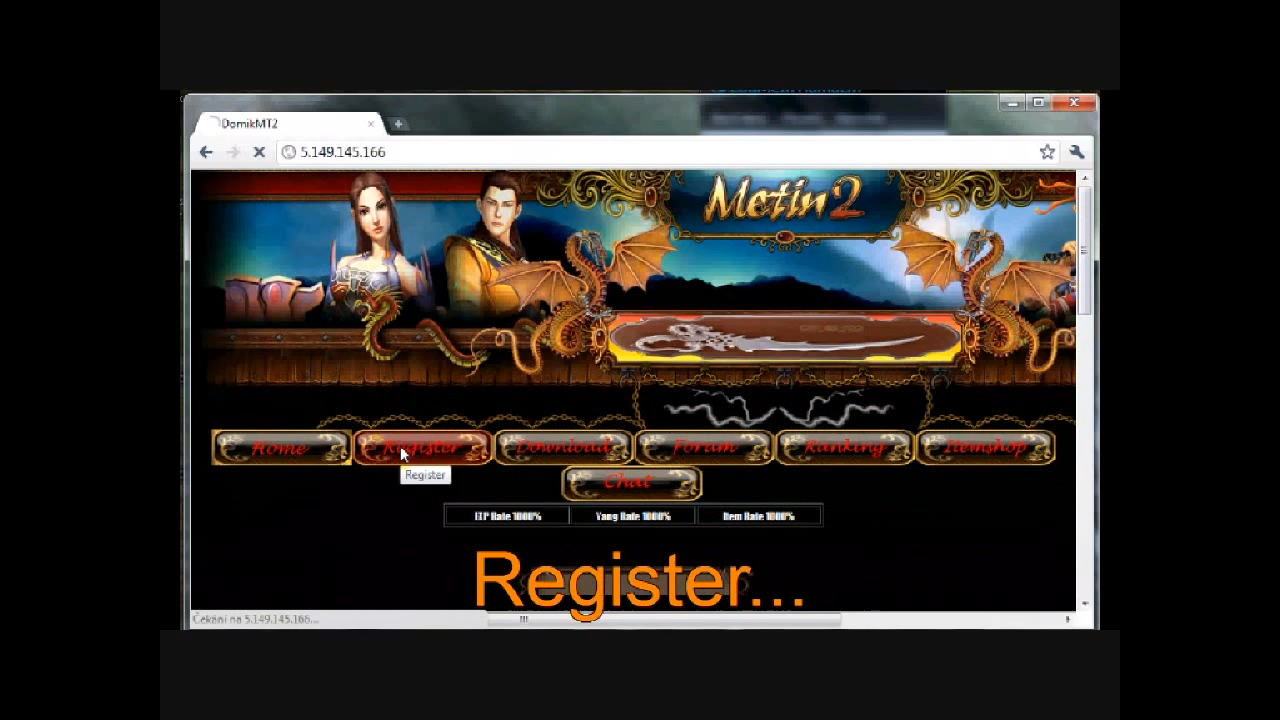 DomikMT2
5.149.145.166
Metin2
Home Register Download Forum Ranking Itemshop
Register
Chat
EXP Rate 1000% Yang Rate 1000% Item Rate 1000%
Register...
Čekání na 5.149.145.166...